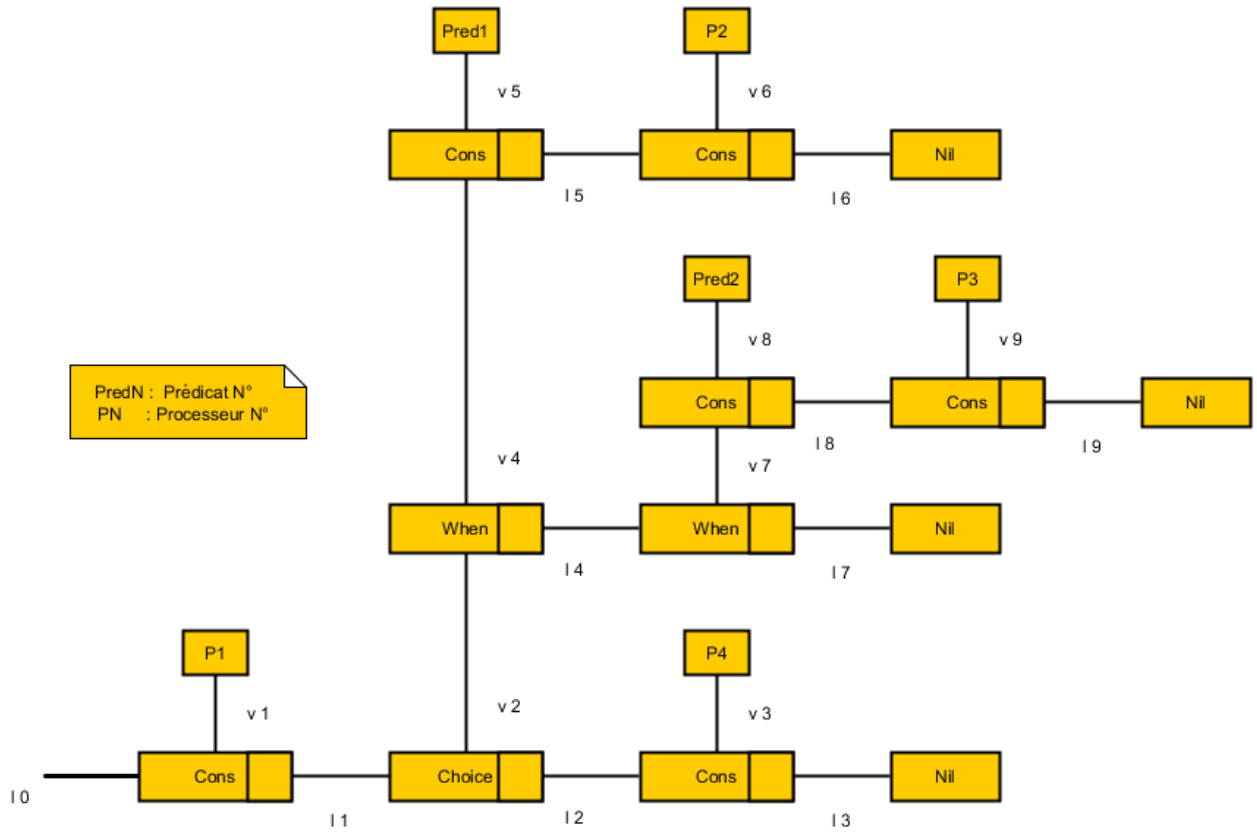 Pred1
P2
v 5
v 6
Cons
Cons
Nil
l 5
l 6
Pred2
P3
v 8
v 9
PredN : Prédicat N°
PN : Processeur N°
Cons
Cons
Nil
l 8
l 9
v 4
v 7
When
When
Nil
l 4
l 7
P1
P4
v 1
v 2
v 3
Cons
Choice
Cons
Nil
l 0
l 1
l 2
l 3